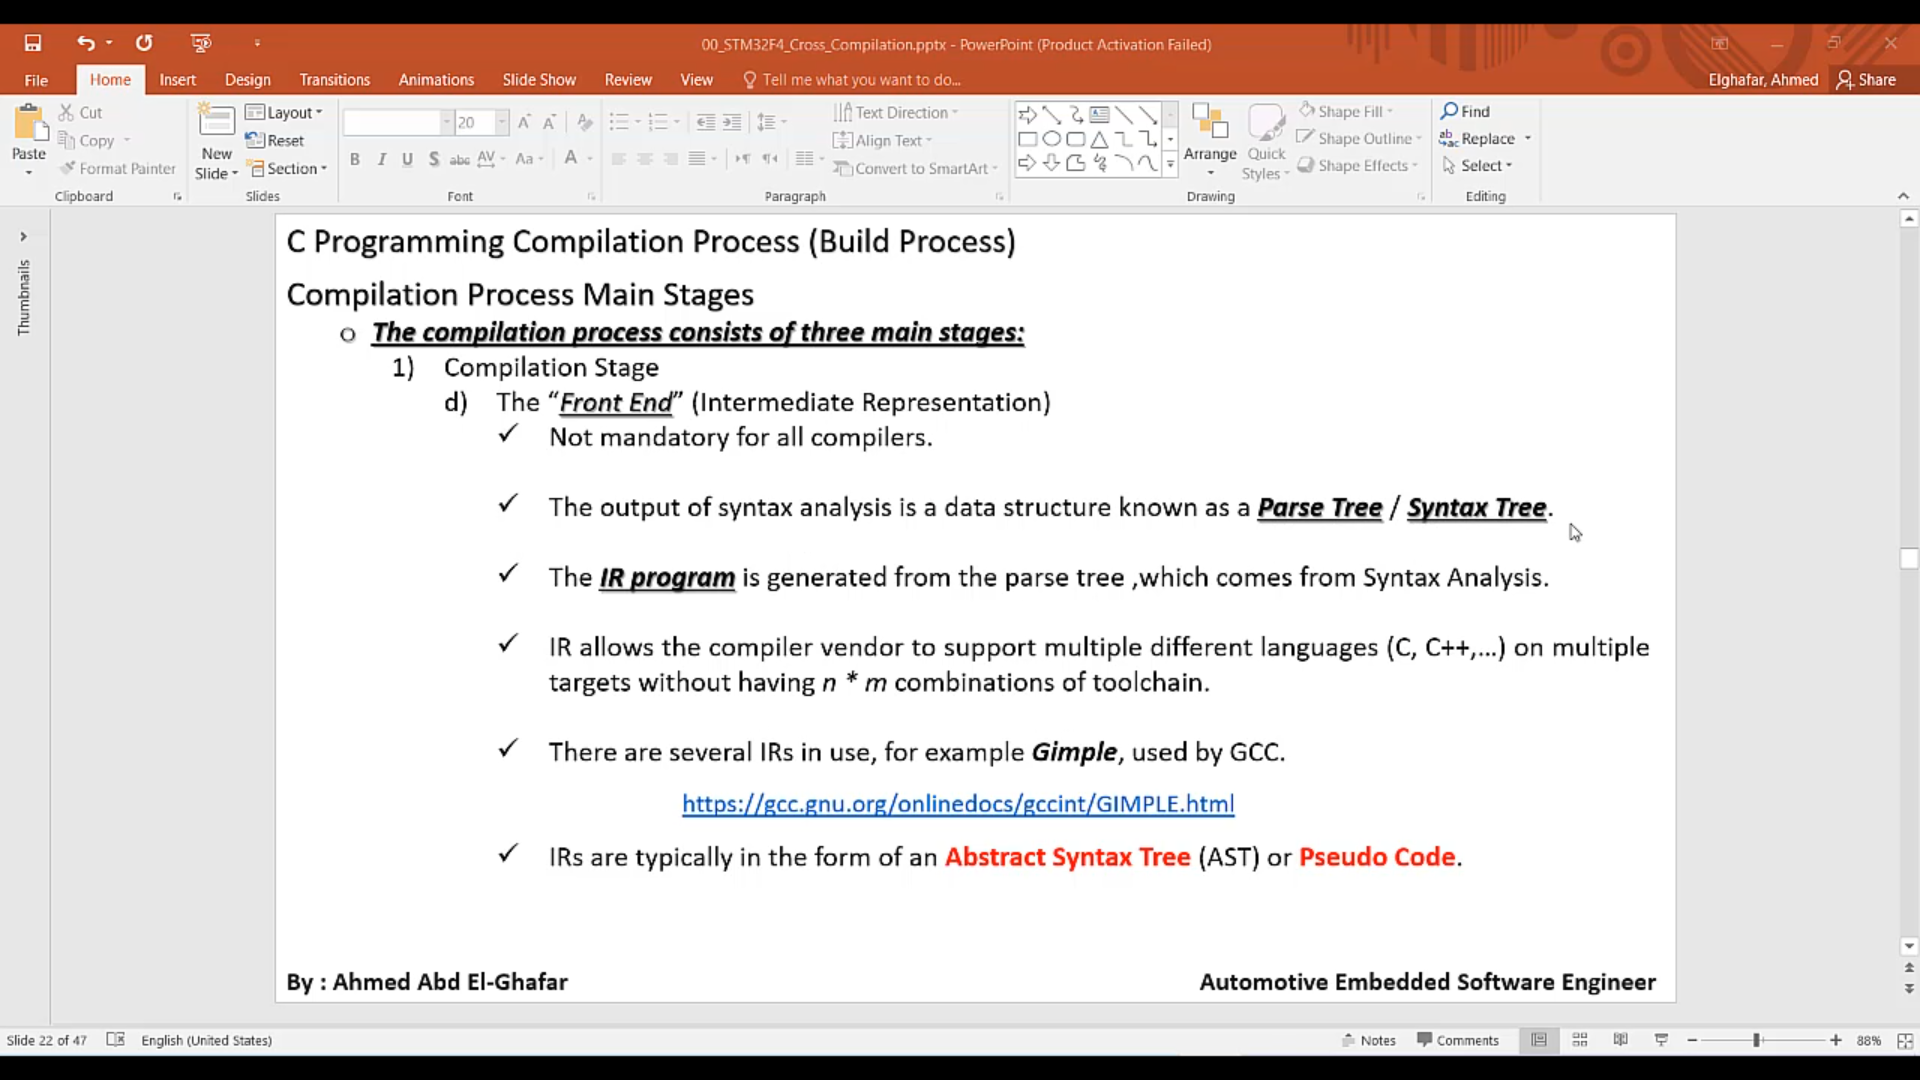 00_STM32F4_Cross_Compilation.pptx - PowerPoint (Product Activation Failed)
File Home Insert Design Transitions Animations Slide Show Review View Tell me what you want to do... Elghafar, Ahmed Share
Paste Cut Copy Format Painter Clipboard
New Slide Layout Reset Section Slides
20 B I U S abc AV Aa A Font
Text Direction Align Text Convert to SmartArt Paragraph
Arrange Quick Styles Shape Fill Shape Outline Shape Effects Drawing
Find Replace Select Editing
Thumbnails
C Programming Compilation Process (Build Process)
Compilation Process Main Stages
o The compilation process consists of three main stages:
1) Compilation Stage
d) The “Front End” (Intermediate Representation)
✓ Not mandatory for all compilers.
✓ The output of syntax analysis is a data structure known as a Parse Tree / Syntax Tree.
✓ The IR program is generated from the parse tree ,which comes from Syntax Analysis.
✓ IR allows the compiler vendor to support multiple different languages (C, C++,...) on multiple
targets without having n * m combinations of toolchain.
✓ There are several IRs in use, for example Gimple, used by GCC.
https://gcc.gnu.org/onlinedocs/gccint/GIMPLE.html
✓ IRs are typically in the form of an Abstract Syntax Tree (AST) or Pseudo Code.
By : Ahmed Abd El-Ghafar Automotive Embedded Software Engineer
Slide 22 of 47 English (United States) Notes Comments 88%